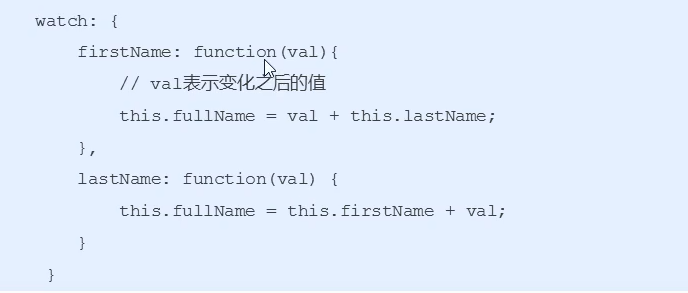 watch: {
firstName: function(val){
// val表示变化之后的值
this.fullName = val + this.lastName;
},
lastName: function(val) {
this.fullName = this.firstName + val;
}
}